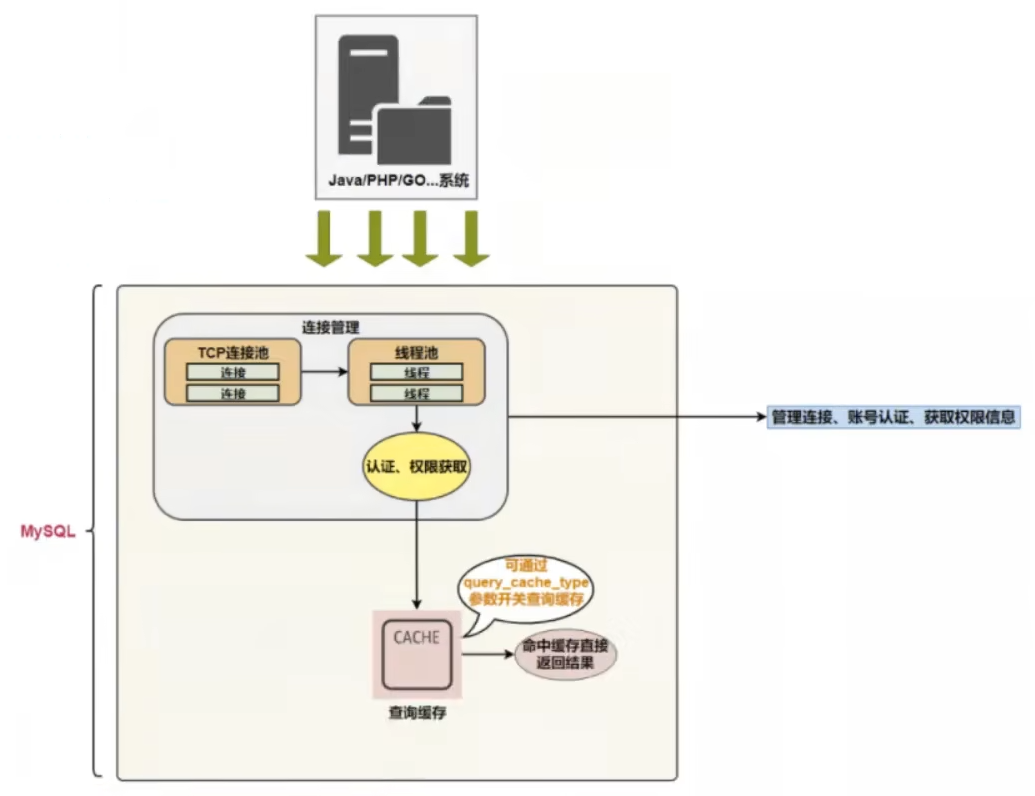 Java/PHP/GO...系统
连接管理
TCP连接池
连接
连接
线程池
线程
线程
管理连接、账号认证、获取权限信息
认证、权限获取
MySQL
可通过
query_cache_type
参数开关查询缓存
CACHE
命中缓存直接
返回结果
查询缓存